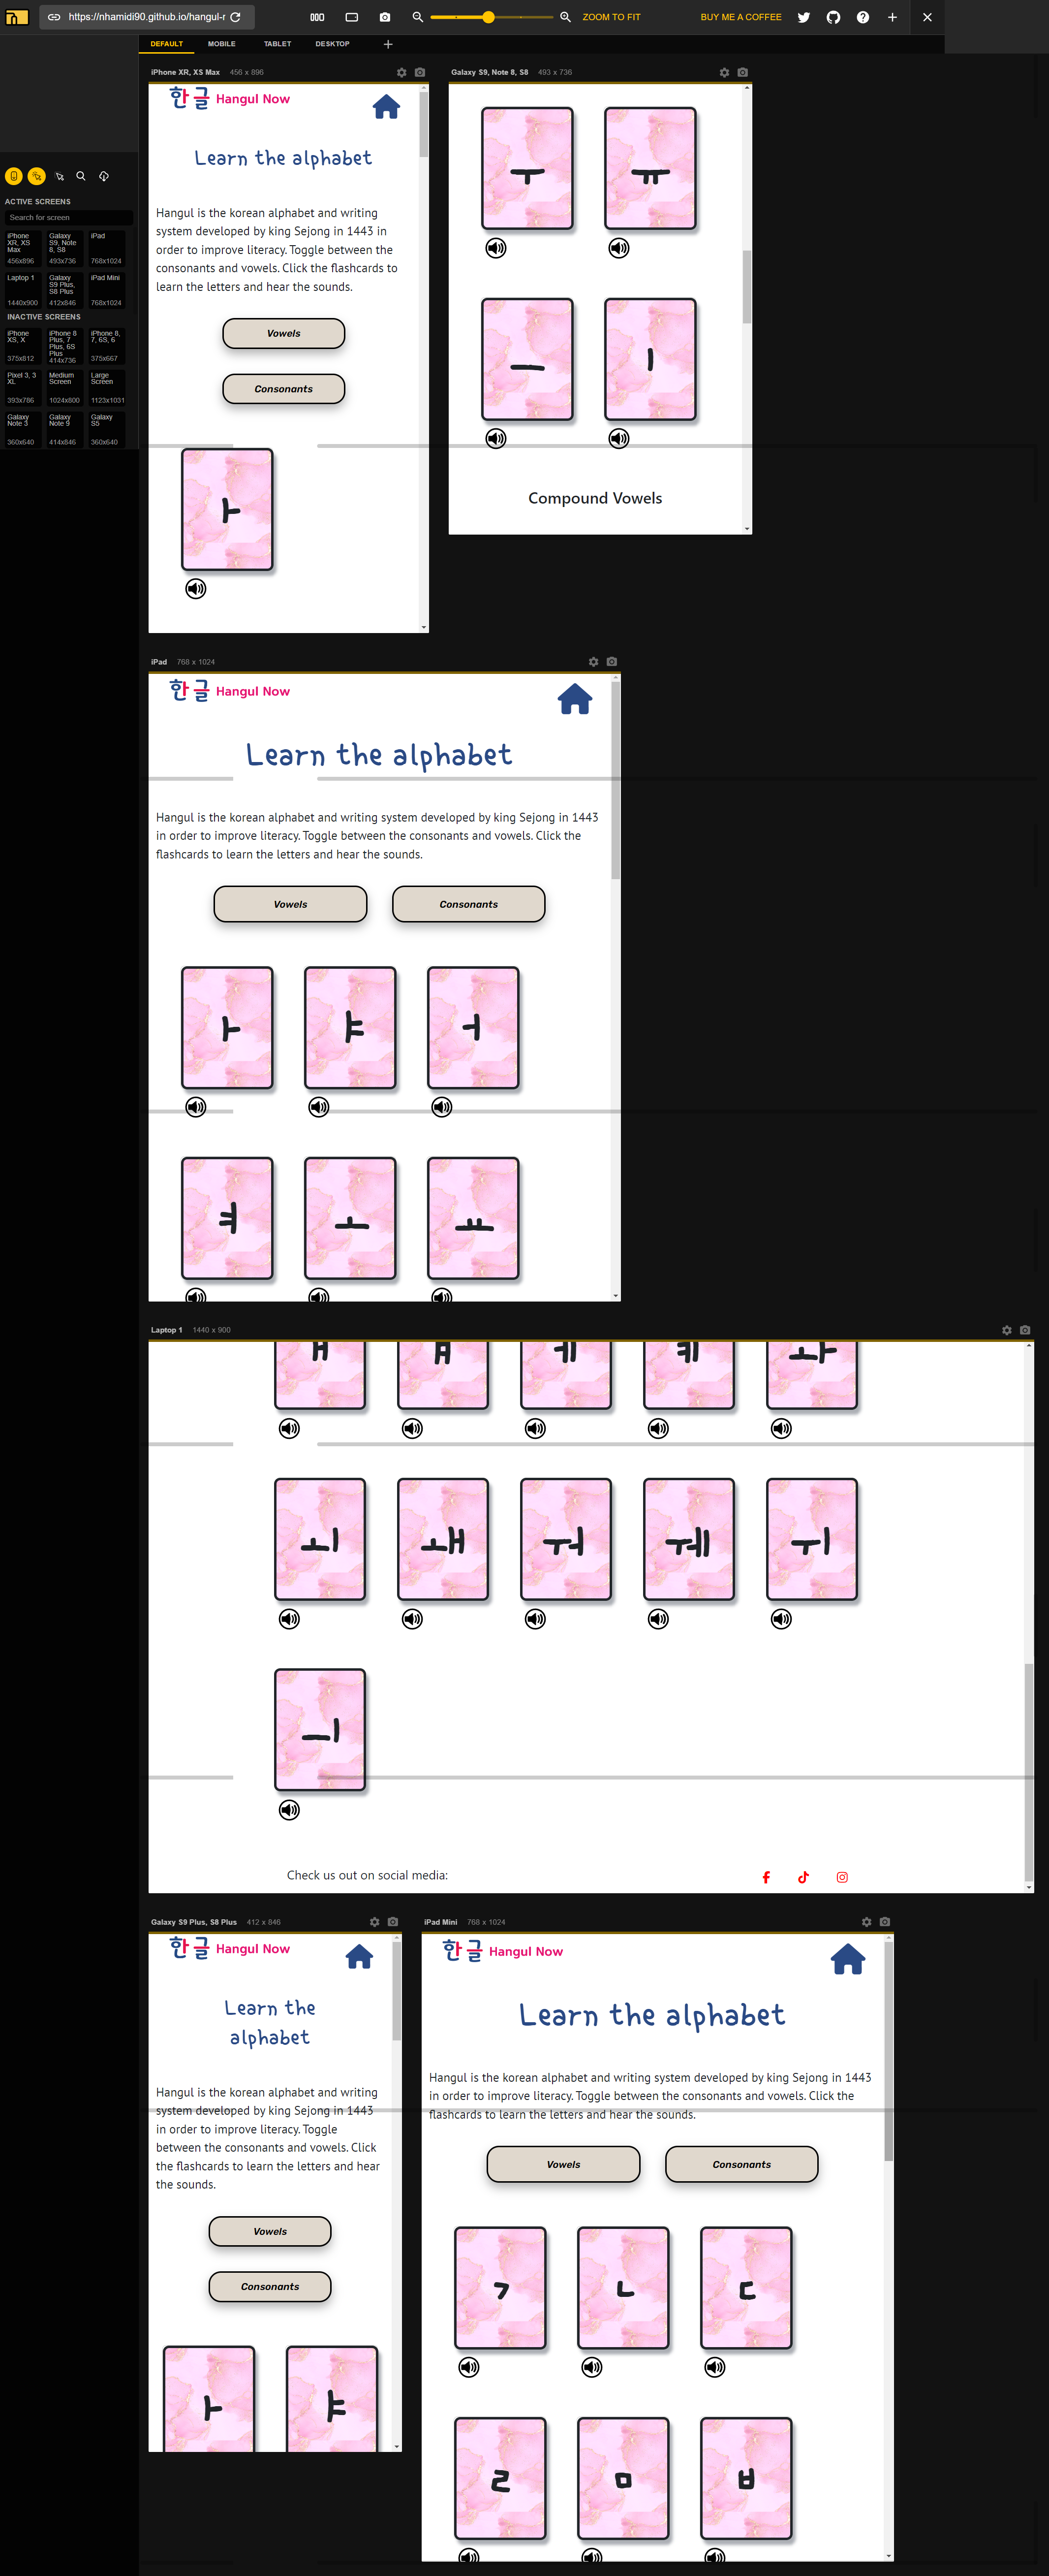 https://nhamidi90.github.io/hangul-r
ZOOM TO FIT
BUY ME A COFFEE
DEFAULT
MOBILE
TABLET
DESKTOP
ACTIVE SCREENS
Search for screen
iPhone XR, XS Max
456x896
Galaxy S9, Note 8, S8
493x736
iPad
768x1024
Laptop 1
1440x900
Galaxy S9 Plus, S8 Plus
412x846
iPad Mini
768x1024
INACTIVE SCREENS
iPhone XS, X
375x812
iPhone 8 Plus, 7 Plus, 6S Plus
414x736
iPhone 8, 7, 6S, 6
375x667
Pixel 3, 3 XL
393x786
Medium Screen
1024x800
Large Screen
1123x1031
Galaxy Note 3
360x640
Galaxy Note 9
414x846
Galaxy S5
360x640
iPhone XR, XS Max 456 x 896
한글 Hangul Now
Learn the alphabet
Hangul is the korean alphabet and writing
system developed by king Sejong in 1443 in
order to improve literacy. Toggle between the
consonants and vowels. Click the flashcards to
learn the letters and hear the sounds.
Vowels
Consonants
ㅏ
Galaxy S9, Note 8, S8 493 x 736
ㅜ ㅠ
ㅡ ㅣ
Compound Vowels
iPad 768 x 1024
한글 Hangul Now
Learn the alphabet
Hangul is the korean alphabet and writing system developed by king Sejong in 1443
in order to improve literacy. Toggle between the consonants and vowels. Click the
flashcards to learn the letters and hear the sounds.
Vowels Consonants
ㅏ ㅑ ㅓ
ㅕ ㅗ ㅛ
Laptop 1 1440 x 900
ㅐ ㅒ ㅔ ㅖ ㅘ
ㅚ ㅙ ㅝ ㅞ ㅟ
ㅢ
Check us out on social media:
Galaxy S9 Plus, S8 Plus 412 x 846
한글 Hangul Now
Learn the
alphabet
Hangul is the korean alphabet and writing
system developed by king Sejong in 1443
in order to improve literacy. Toggle
between the consonants and vowels. Click
the flashcards to learn the letters and hear
the sounds.
Vowels
Consonants
ㅏ ㅑ
iPad Mini 768 x 1024
한글 Hangul Now
Learn the alphabet
Hangul is the korean alphabet and writing system developed by king Sejong in 1443
in order to improve literacy. Toggle between the consonants and vowels. Click the
flashcards to learn the letters and hear the sounds.
Vowels Consonants
ㄱ ㄴ ㄷ
ㄹ ㅁ ㅂ